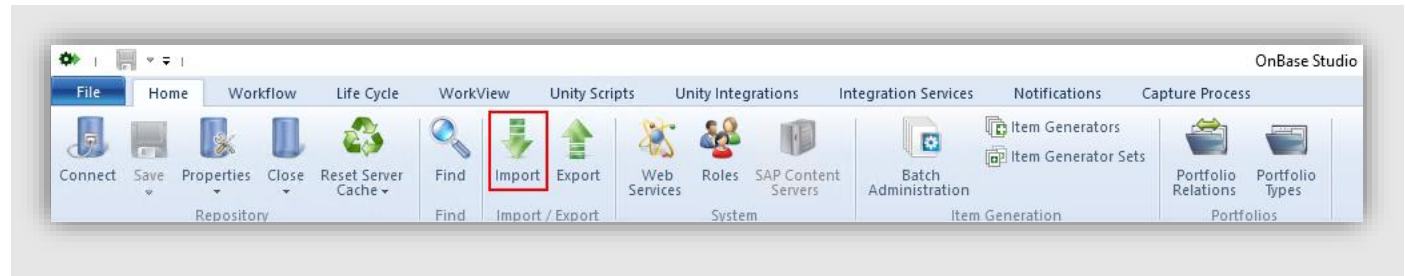 OnBase Studio
File Home Workflow Life Cycle WorkView Unity Scripts Unity Integrations Integration Services Notifications Capture Process
Connect Save Properties Close Reset Server Cache Find Import Export Web Services Roles SAP Content Servers Batch Administration Item Generators Item Generator Sets Portfolio Relations Portfolio Types
Repository Find Import / Export System Item Generation Portfolios